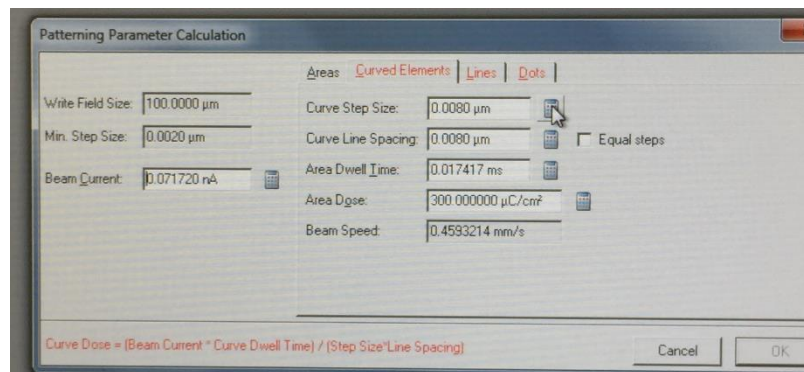 Patterning Parameter Calculation
Areas Curved Elements Lines Dots
Write Field Size: 100.0000 µm
Curve Step Size: 0.0080 µm
Min. Step Size: 0.0020 µm
Curve Line Spacing: 0.0080 µm Equal steps
Beam Current: 0.071720 nA
Area Dwell Time: 0.017417 ms
Area Dose: 300.000000 µC/cm²
Beam Speed: 0.4593214 mm/s
Curve Dose = (Beam Current * Curve Dwell Time) / (Step Size*Line Spacing)
Cancel OK